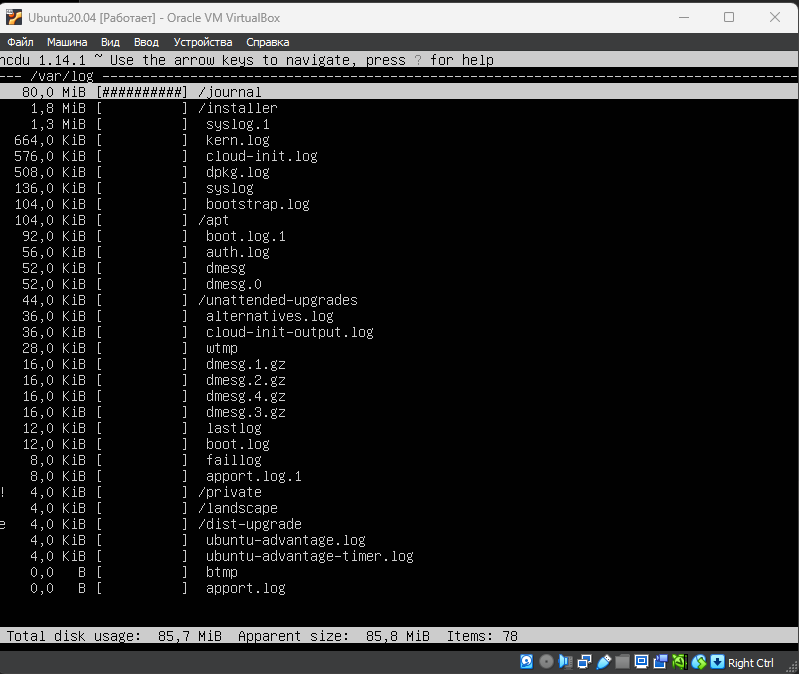 Ubuntu20.04 [Работает] - Oracle VM VirtualBox
Файл Машина Вид Ввод Устройства Справка
ncdu 1.14.1 ~ Use the arrow keys to navigate, press ? for help
--- /var/log ---------------------------------------------------------------------------------------
80,0 MiB [##########] /journal
1,8 MiB [          ] /installer
1,3 MiB [          ]  syslog.1
664,0 KiB [          ]  kern.log
576,0 KiB [          ]  cloud-init.log
508,0 KiB [          ]  dpkg.log
136,0 KiB [          ]  syslog
104,0 KiB [          ]  bootstrap.log
104,0 KiB [          ] /apt
92,0 KiB [          ]  boot.log.1
56,0 KiB [          ]  auth.log
52,0 KiB [          ]  dmesg
52,0 KiB [          ]  dmesg.0
44,0 KiB [          ] /unattended-upgrades
36,0 KiB [          ]  alternatives.log
36,0 KiB [          ]  cloud-init-output.log
28,0 KiB [          ]  wtmp
16,0 KiB [          ]  dmesg.1.gz
16,0 KiB [          ]  dmesg.2.gz
16,0 KiB [          ]  dmesg.4.gz
16,0 KiB [          ]  dmesg.3.gz
12,0 KiB [          ]  lastlog
12,0 KiB [          ]  boot.log
8,0 KiB [          ]  faillog
8,0 KiB [          ]  apport.log.1
! 4,0 KiB [          ] /private
4,0 KiB [          ] /landscape
e 4,0 KiB [          ] /dist-upgrade
4,0 KiB [          ]  ubuntu-advantage.log
4,0 KiB [          ]  ubuntu-advantage-timer.log
0,0 B [          ]  btmp
0,0 B [          ]  apport.log
Total disk usage: 85,7 MiB Apparent size: 85,8 MiB Items: 78
Right Ctrl